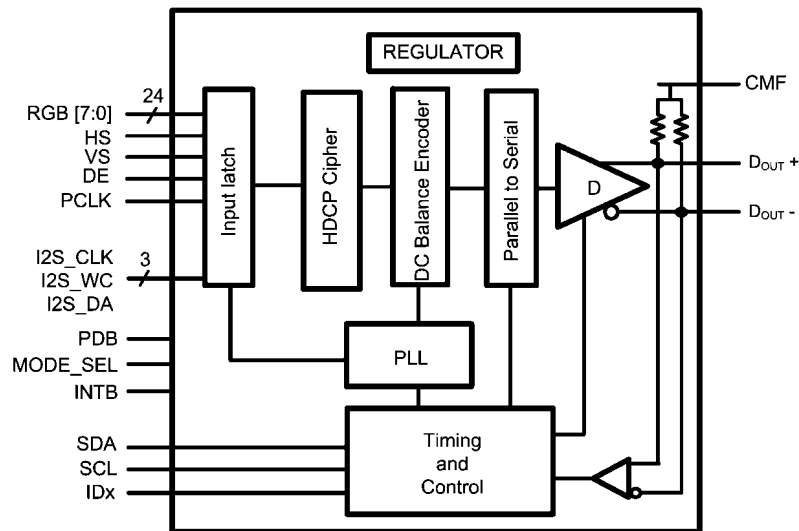 REGULATOR
CMF
24
RGB [7:0]
HS
VS
DE
PCLK
Input latch
HDCP Cipher
DC Balance Encoder
Parallel to Serial
D
DOUT +
DOUT -
I2S_CLK
3
I2S_WC
I2S_DA
PDB
MODE_SEL
INTB
PLL
SDA
SCL
IDx
Timing
and
Control